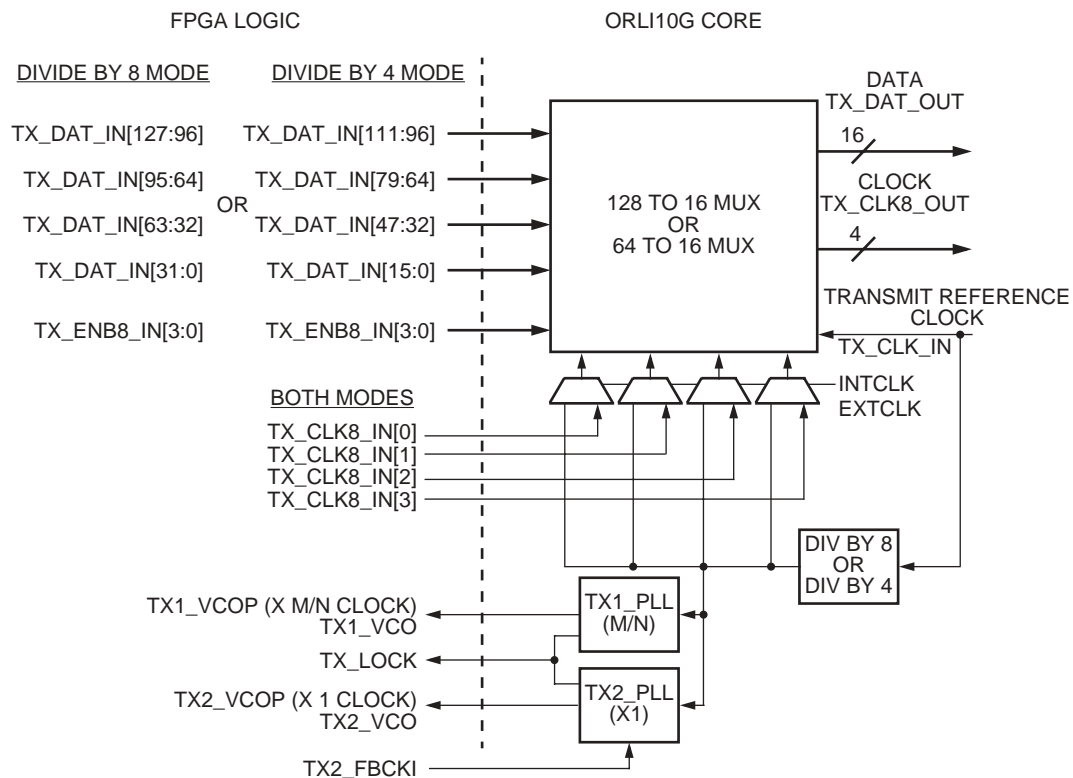 FPGA LOGIC
ORLI10G CORE
DIVIDE BY 8 MODE
DIVIDE BY 4 MODE
DATA
TX_DAT_OUT
TX_DAT_IN[127:96]
TX_DAT_IN[111:96]
16
TX_DAT_IN[95:64]
TX_DAT_IN[79:64]
CLOCK
TX_CLK8_OUT
OR
128 TO 16 MUX
OR
64 TO 16 MUX
TX_DAT_IN[63:32]
TX_DAT_IN[47:32]
4
TX_DAT_IN[31:0]
TX_DAT_IN[15:0]
TRANSMIT REFERENCE
CLOCK
TX_ENB8_IN[3:0]
TX_ENB8_IN[3:0]
TX_CLK_IN
INTCLK
EXTCLK
BOTH MODES
TX_CLK8_IN[0]
TX_CLK8_IN[1]
TX_CLK8_IN[2]
TX_CLK8_IN[3]
DIV BY 8
OR
DIV BY 4
TX1_VCOP (X M/N CLOCK)
TX1_VCO
TX1_PLL
(M/N)
TX_LOCK
TX2_VCOP (X 1 CLOCK)
TX2_VCO
TX2_PLL
(X1)
TX2_FBCKI